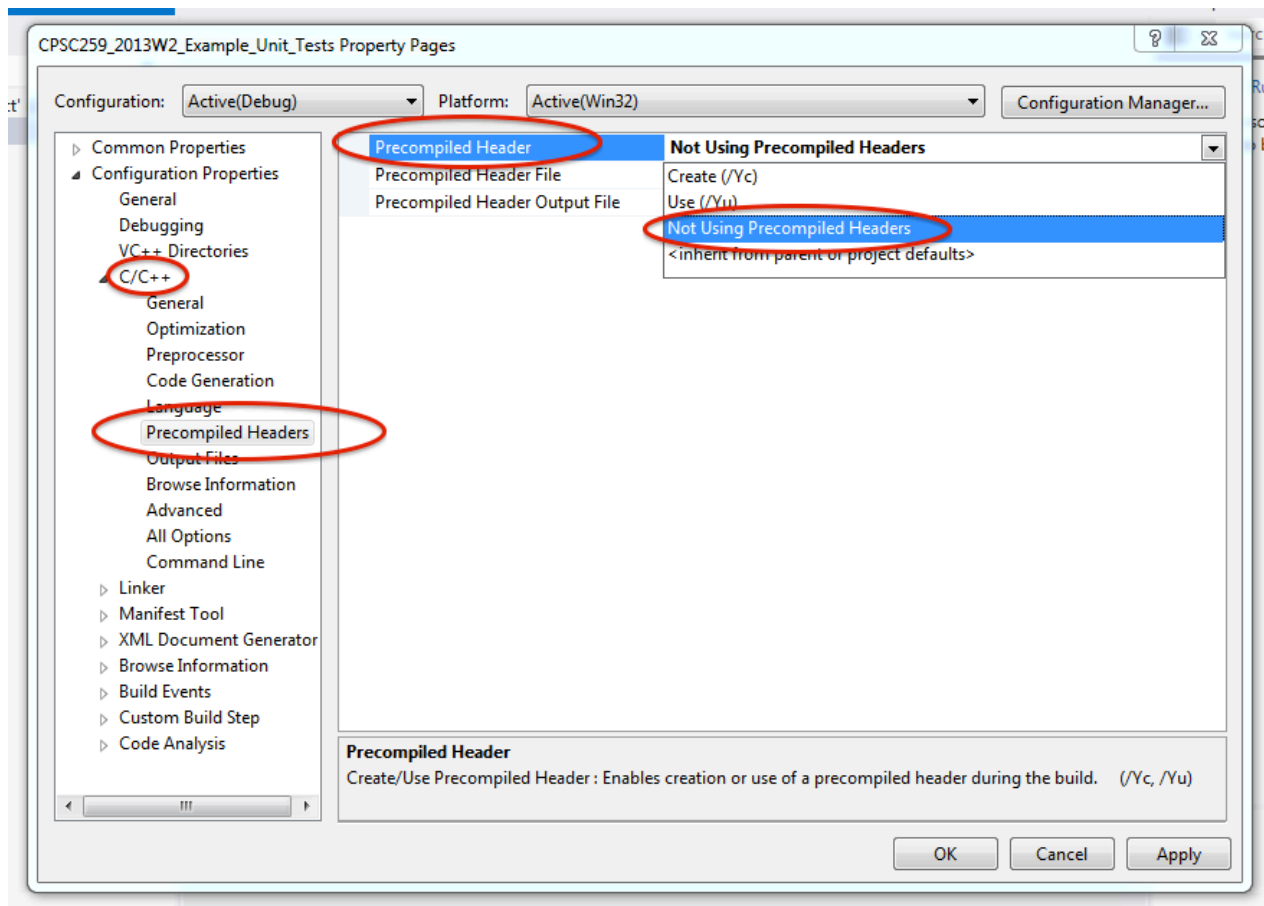 CPSC259_2013W2_Example_Unit_Tests Property Pages
Configuration: Active(Debug) Platform: Active(Win32) Configuration Manager...
Common Properties
Configuration Properties
General
Debugging
VC++ Directories
C/C++
General
Optimization
Preprocessor
Code Generation
Language
Precompiled Headers
Output Files
Browse Information
Advanced
All Options
Command Line
Linker
Manifest Tool
XML Document Generator
Browse Information
Build Events
Custom Build Step
Code Analysis
Precompiled Header Not Using Precompiled Headers
Precompiled Header File
Precompiled Header Output File
Create (/Yc)
Use (/Yu)
Not Using Precompiled Headers
<inherit from parent or project defaults>
Precompiled Header
Create/Use Precompiled Header : Enables creation or use of a precompiled header during the build. (/Yc, /Yu)
OK Cancel Apply